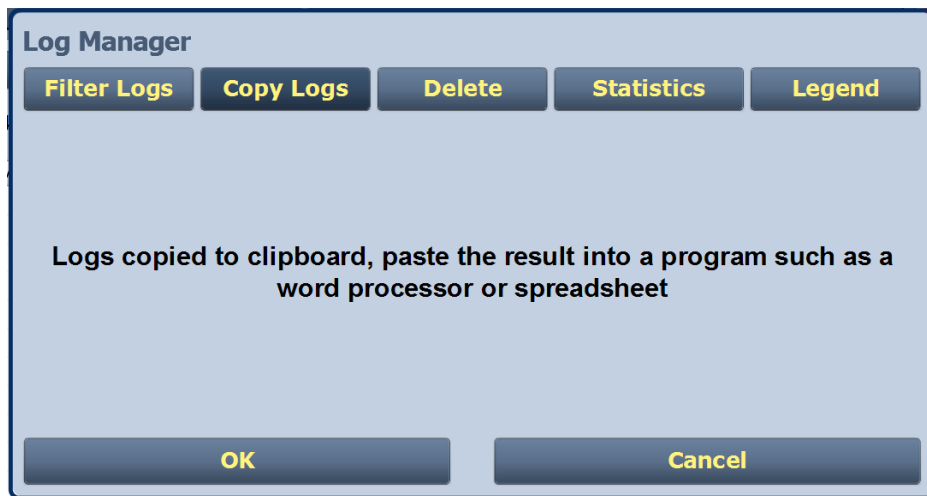 Log Manager
Filter Logs Copy Logs Delete Statistics Legend
Logs copied to clipboard, paste the result into a program such as a
word processor or spreadsheet
OK Cancel